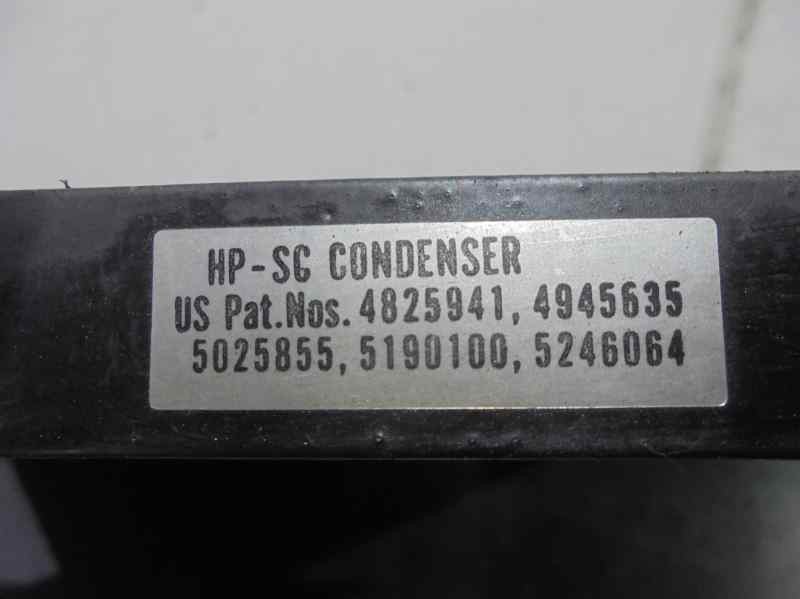 HP-SC CONDENSER
US Pat.Nos. 4825941, 4945635
5025855, 5190100, 5246064